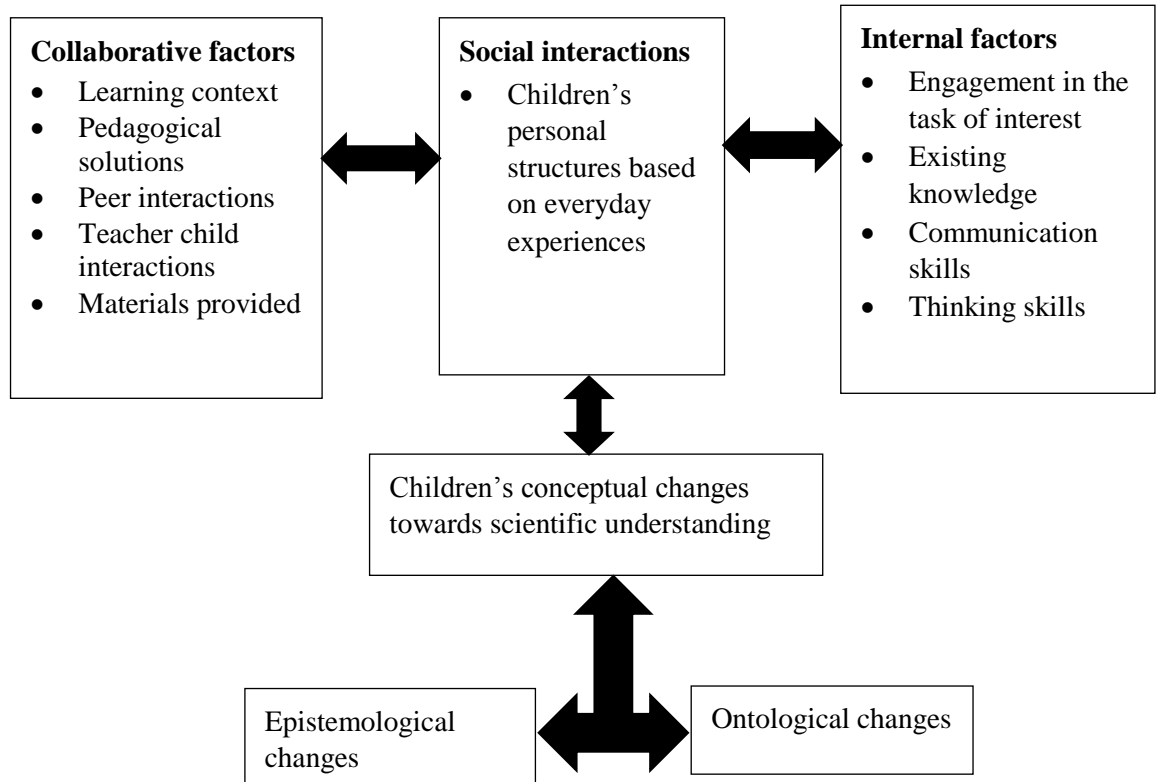 Collaborative factors
• Learning context
• Pedagogical
solutions
• Peer interactions
• Teacher child
interactions
• Materials provided
Social interactions
• Children’s
personal
structures based
on everyday
experiences
Internal factors
• Engagement in the
task of interest
• Existing
knowledge
• Communication
skills
• Thinking skills
Children’s conceptual changes
towards scientific understanding
Epistemological
changes
Ontological changes